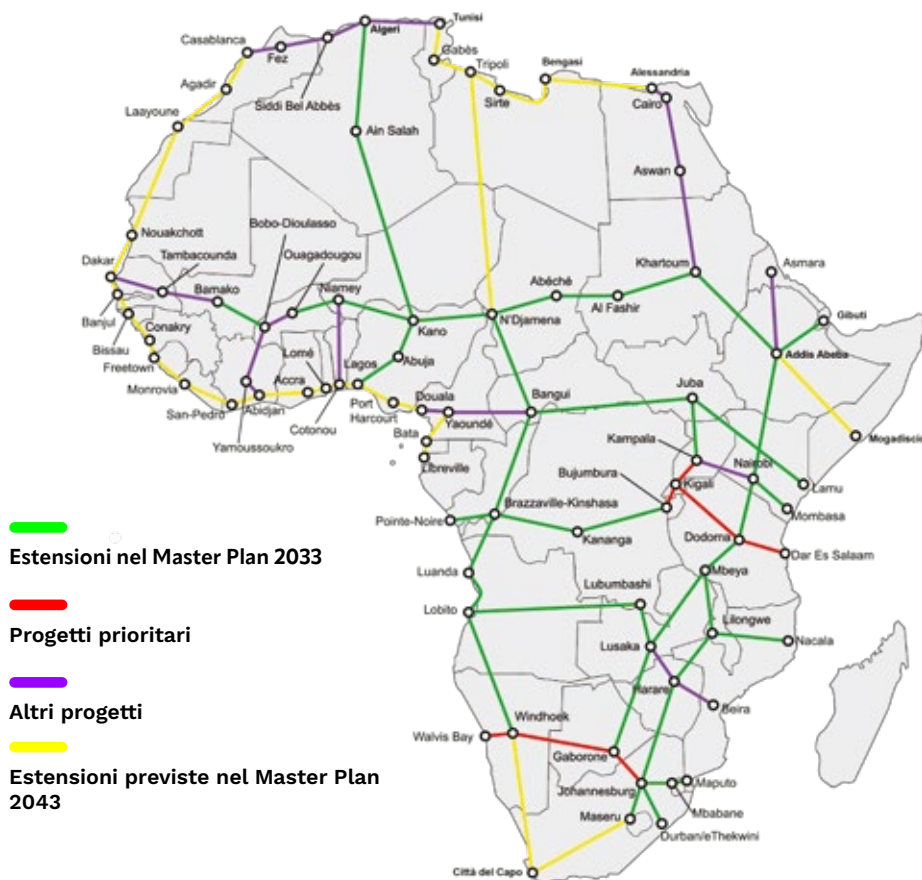 Tunisi
Algeri
Casablanca
Fez
Gabès
Tripoli
Bengasi
Alessandria
Agadir
Siddi Bel Abbès
Sirte
Cairo
Laayoune
Ain Salah
Aswan
Nouakchott
Bobo-Dioulasso
Dakar
Tambacounda
Ouagadougou
Khartoum
Asmara
Bamako
Niamey
Abéché
Al Fashir
Banjul
Kano
N'Djamena
Gibuti
Bissau
Conakry
Lomé
Lagos
Abuja
Addis Abeba
Freetown
Accra
Monrovia
Port
Harcourt
Douala
Bangui
Juba
San-Pedro
Abidjan
Cotonou
Yaoundé
Yamoussoukro
Bata
Kampala
Mogadiscio
Libreville
Bujumbura
Nairobi
Kigali
Lamu
Brazzaville-Kinshasa
Mombasa
Pointe-Noire
Kananga
Dodoma
Dar Es Salaam
Estensioni nel Master Plan 2033
Luanda
Mbeya
Lubumbashi
Lobito
Lilongwe
Progetti prioritari
Lusaka
Nacala
Harare
Beira
Altri progetti
Windhoek
Walvis Bay
Gaborone
Estensioni previste nel Master Plan
2043
Johannesburg
Maputo
Mbabane
Maseru
Durban/eThekwini
Città del Capo